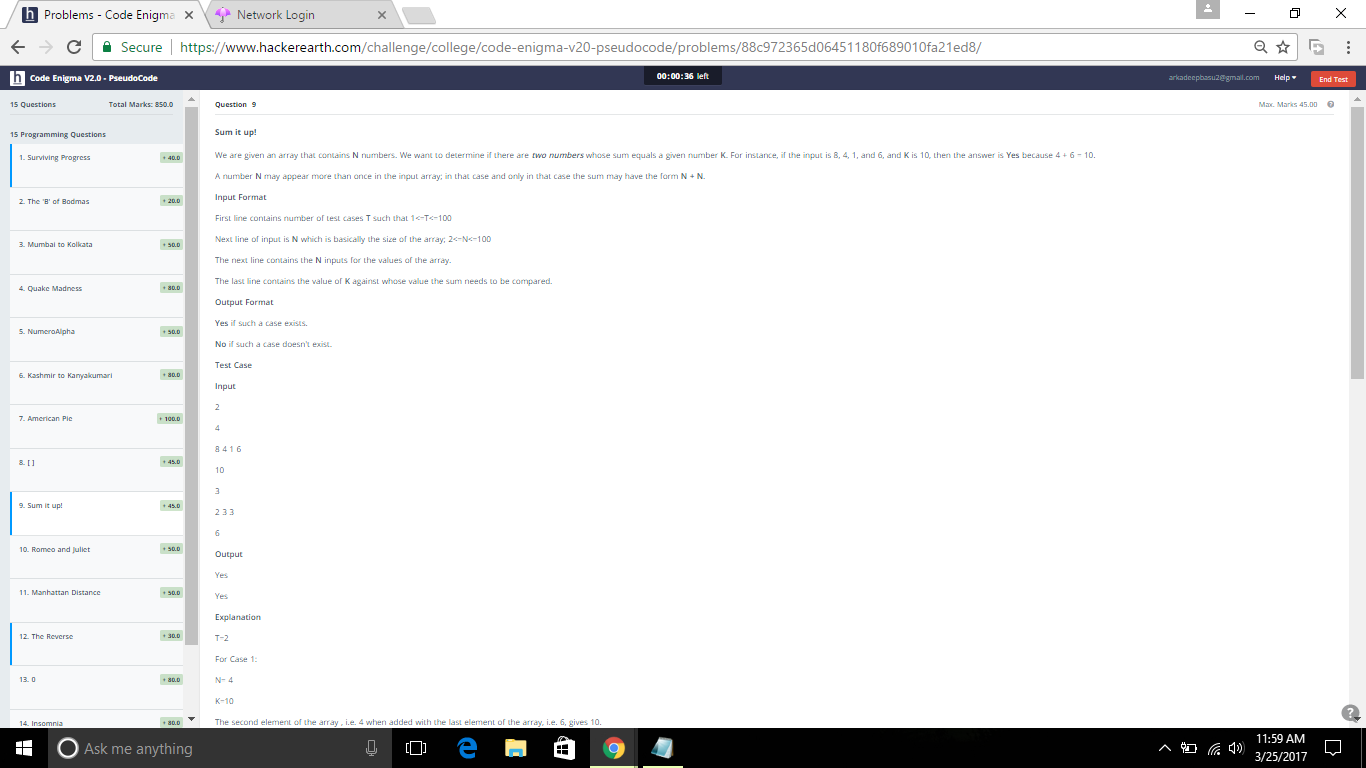 Problems - Code Enigma
Network Login
Secure
https://www.hackerearth.com/challenge/college/code-enigma-v20-pseudocode/problems/88c972365d06451180f689010fa21ed8/
h Code Enigma V2.0 - PseudoCode
00:00:36 left
arkadeepbasu2@gmail.com
Help
End Test
15 Questions
Total Marks: 850.0
15 Programming Questions
1. Surviving Progress
+ 40.0
2. The 'B' of Bodmas
+ 20.0
3. Mumbai to Kolkata
+ 50.0
4. Quake Madness
+ 80.0
5. NumeroAlpha
+ 50.0
6. Kashmir to Kanyakumari
+ 80.0
7. American Pie
+ 100.0
8. [ ]
+ 45.0
9. Sum it up!
+ 45.0
10. Romeo and Juliet
+ 50.0
11. Manhattan Distance
+ 50.0
12. The Reverse
+ 30.0
13. 0
+ 80.0
14. Insomnia
+ 80.0
Question 9
Max. Marks 45.00
Sum it up!
We are given an array that contains N numbers. We want to determine if there are two numbers whose sum equals a given number K. For instance, if the input is 8, 4, 1, and 6, and K is 10, then the answer is Yes because 4 + 6 = 10.
A number N may appear more than once in the input array; in that case and only in that case the sum may have the form N + N.
Input Format
First line contains number of test cases T such that 1<=T<=100
Next line of input is N which is basically the size of the array; 2<=N<=100
The next line contains the N inputs for the values of the array.
The last line contains the value of K against whose value the sum needs to be compared.
Output Format
Yes if such a case exists.
No if such a case doesn't exist.
Test Case
Input
2
4
8 4 1 6
10
3
2 3 3
6
Output
Yes
Yes
Explanation
T=2
For Case 1:
N= 4
K=10
The second element of the array , i.e. 4 when added with the last element of the array, i.e. 6, gives 10.
?
Ask me anything
11:59 AM
3/25/2017